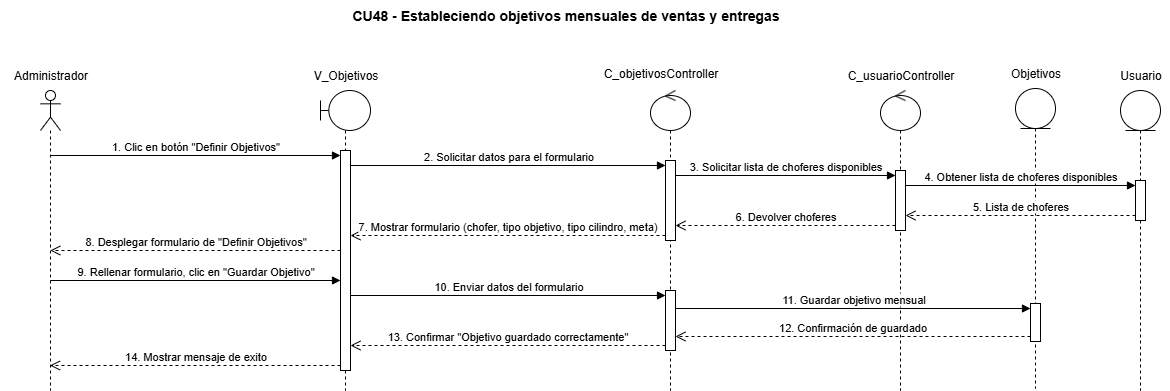 CU48 - Estableciendo objetivos mensuales de ventas y entregas
Administrador
V_Objetivos
C_objetivosController
C_usuarioController
Objetivos
Usuario
1. Clic en botón "Definir Objetivos"
2. Solicitar datos para el formulario
3. Solicitar lista de choferes disponibles
4. Obtener lista de choferes disponibles
5. Lista de choferes
6. Devolver choferes
7. Mostrar formulario (chofer, tipo objetivo, tipo cilindro, meta)
8. Desplegar formulario de "Definir Objetivos"
9. Rellenar formulario, clic en "Guardar Objetivo"
10. Enviar datos del formulario
11. Guardar objetivo mensual
12. Confirmación de guardado
13. Confirmar "Objetivo guardado correctamente"
14. Mostrar mensaje de exito